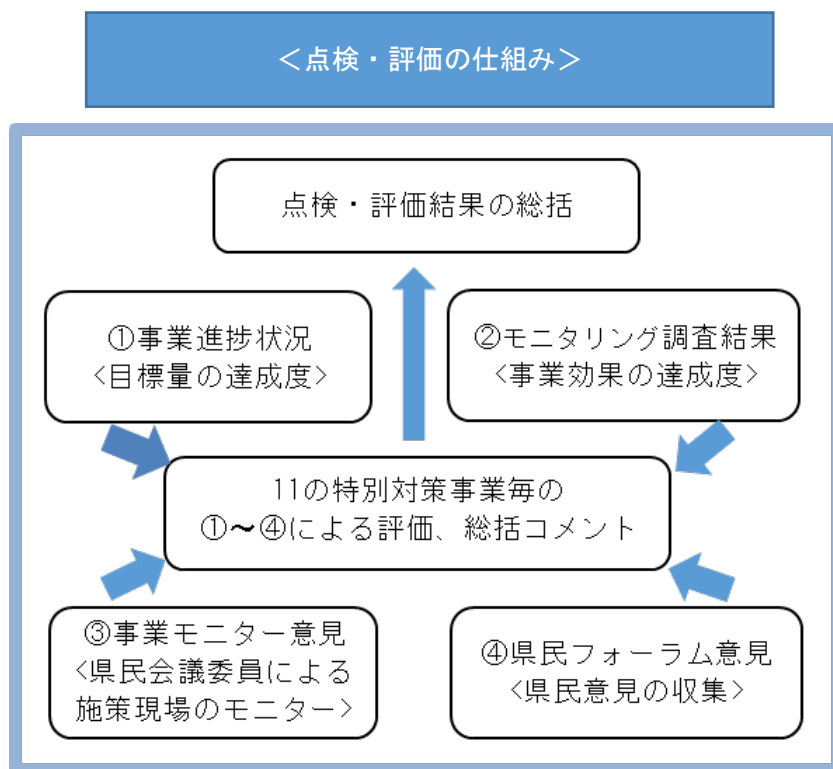 ＜点検・評価の仕組み＞
点検・評価結果の総括
①事業進捗状況
<目標量の達成度>
②モニタリング調査結果
<事業効果の達成度>
11の特別対策事業毎の
①～④による評価、総括コメント
③事業モニター意見
<県民会議委員による
施策現場のモニター>
④県民フォーラム意見
<県民意見の収集>